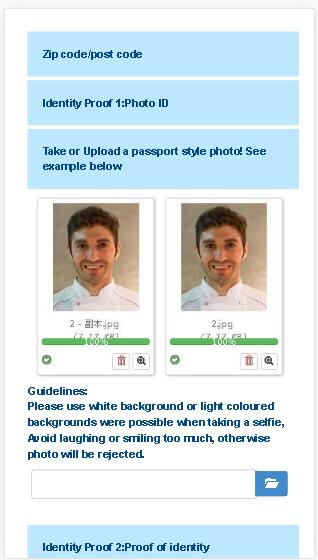 Zip code/post code
Identity Proof 1:Photo ID
Take or Upload a passport style photo! See
example below
2 - 副本.jpg
(7.17 KB)
100%
2.jpg
(7.17 KB)
100%
Guidelines:
Please use white background or light coloured
backgrounds were possible when taking a selfie,
Avoid laughing or smiling too much, otherwise
photo will be rejected.
Identity Proof 2:Proof of identity